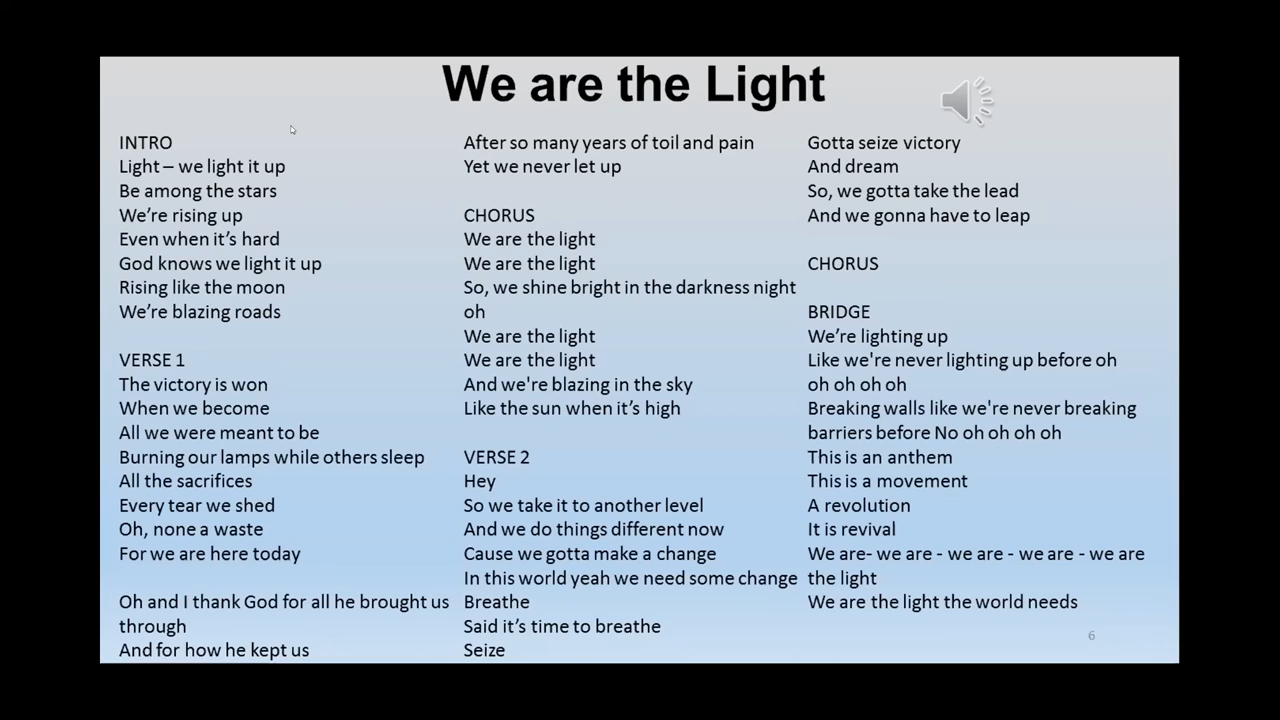 We are the Light
INTRO
Light – we light it up
Be among the stars
We're rising up
Even when it's hard
God knows we light it up
Rising like the moon
We're blazing roads
VERSE 1
The victory is won
When we become
All we were meant to be
Burning our lamps while others sleep
All the sacrifices
Every tear we shed
Oh, none a waste
For we are here today
Oh and I thank God for all he brought us
through
And for how he kept us
After so many years of toil and pain
Yet we never let up
CHORUS
We are the light
We are the light
So, we shine bright in the darkness night
oh
We are the light
We are the light
And we're blazing in the sky
Like the sun when it's high
VERSE 2
Hey
So we take it to another level
And we do things different now
Cause we gotta make a change
In this world yeah we need some change
Breathe
Said it's time to breathe
Seize
Gotta seize victory
And dream
So, we gotta take the lead
And we gonna have to leap
CHORUS
BRIDGE
We're lighting up
Like we're never lighting up before oh
oh oh oh oh
Breaking walls like we're never breaking
barriers before No oh oh oh oh
This is an anthem
This is a movement
A revolution
It is revival
We are- we are - we are - we are - we are
the light
We are the light the world needs
6